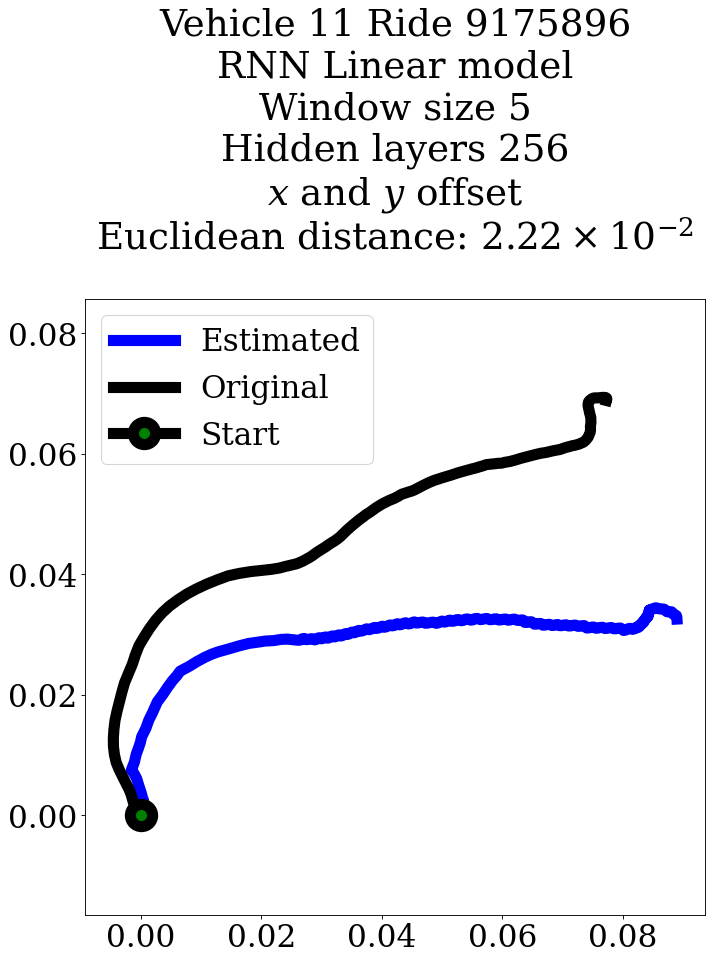 Vehicle 11 Ride 9175896
RNN Linear model
Window size 5
Hidden layers 256
x and y offset
Euclidean distance: 2.22 × 10⁻²
Estimated
Original
Start
0.08
0.06
0.04
0.02
0.00
0.00 0.02 0.04 0.06 0.08